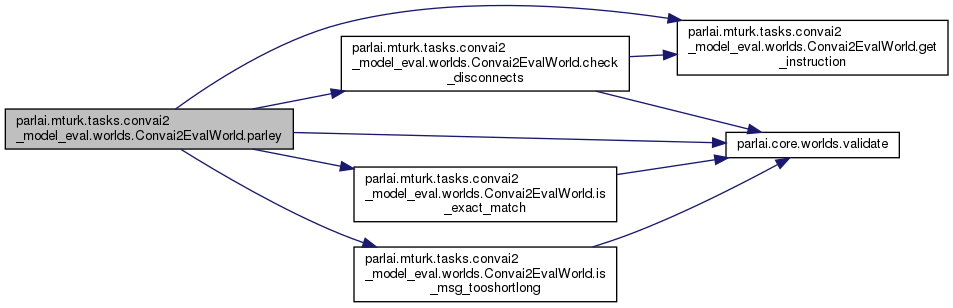 parlai.mturk.tasks.convai2
_model_eval.worlds.Convai2EvalWorld.parley
parlai.mturk.tasks.convai2
_model_eval.worlds.Convai2EvalWorld.check
_disconnects
parlai.mturk.tasks.convai2
_model_eval.worlds.Convai2EvalWorld.get
_instruction
parlai.core.worlds.validate
parlai.mturk.tasks.convai2
_model_eval.worlds.Convai2EvalWorld.is
_exact_match
parlai.mturk.tasks.convai2
_model_eval.worlds.Convai2EvalWorld.is
_msg_tooshortlong